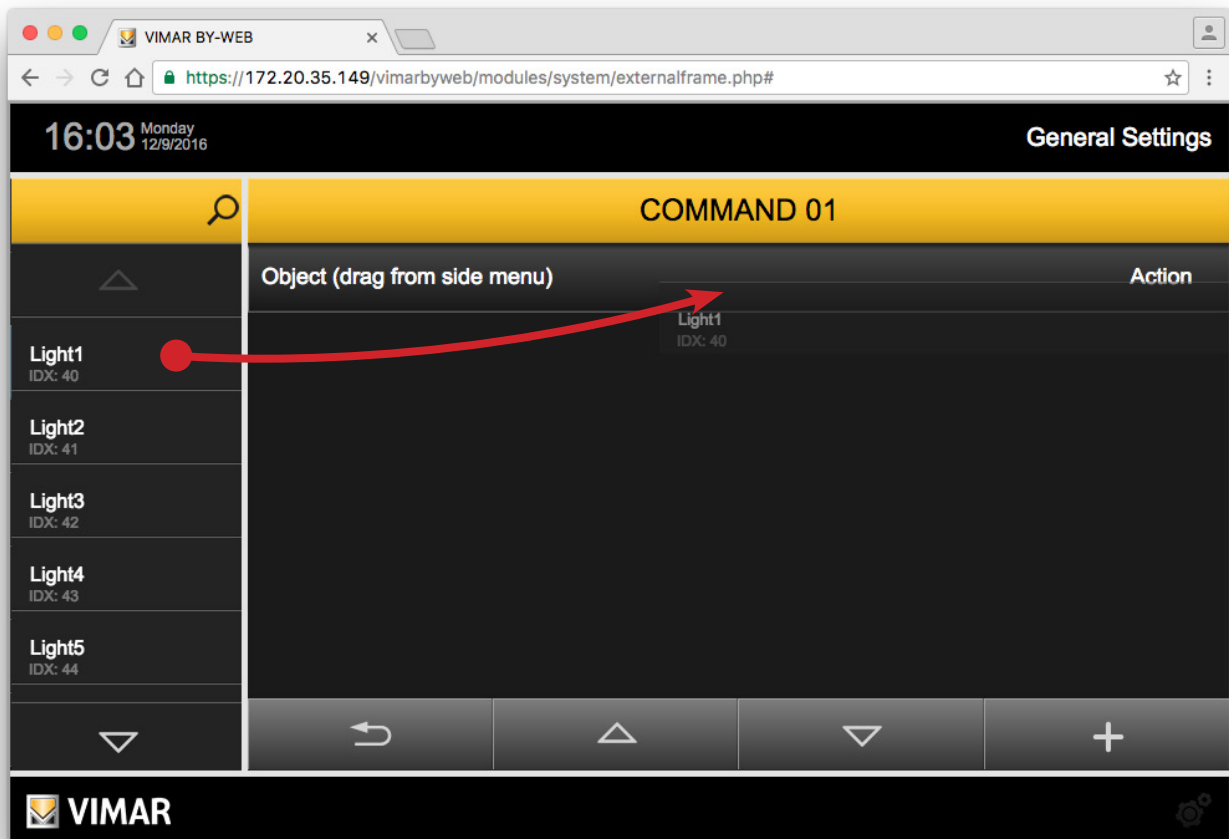 VIMAR BY-WEB
https://172.20.35.149/vimarbyweb/modules/system/externalframe.php#
16:03 Monday
12/9/2016
General Settings
COMMAND 01
Object (drag from side menu)
Action
Light1
IDX: 40
Light1
IDX: 40
Light2
IDX: 41
Light3
IDX: 42
Light4
IDX: 43
Light5
IDX: 44
VIMAR